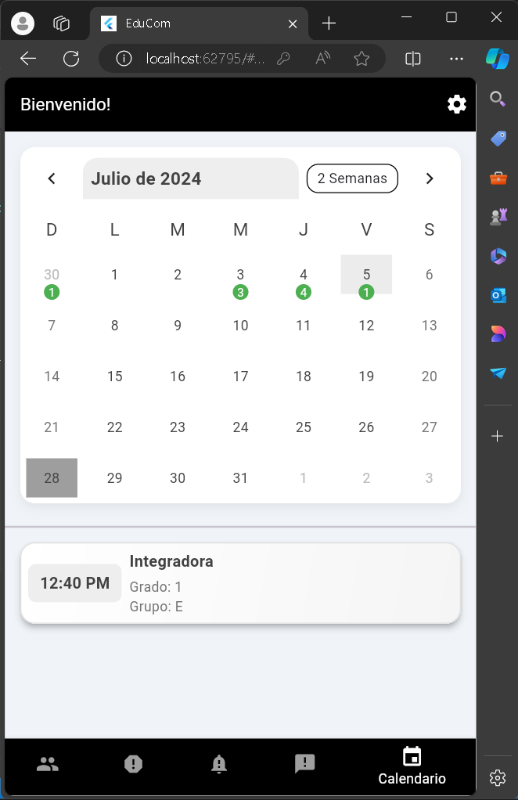 EduCom
localhost:62795/#...
Bienvenido!
Julio de 2024
2 Semanas
D L M M J V S
30 1 2 3 4 5 6
1 3 4 1
7 8 9 10 11 12 13
14 15 16 17 18 19 20
21 22 23 24 25 26 27
28 29 30 31 1 2 3
Integradora
12:40 PM
Grado: 1
Grupo: E
Calendario